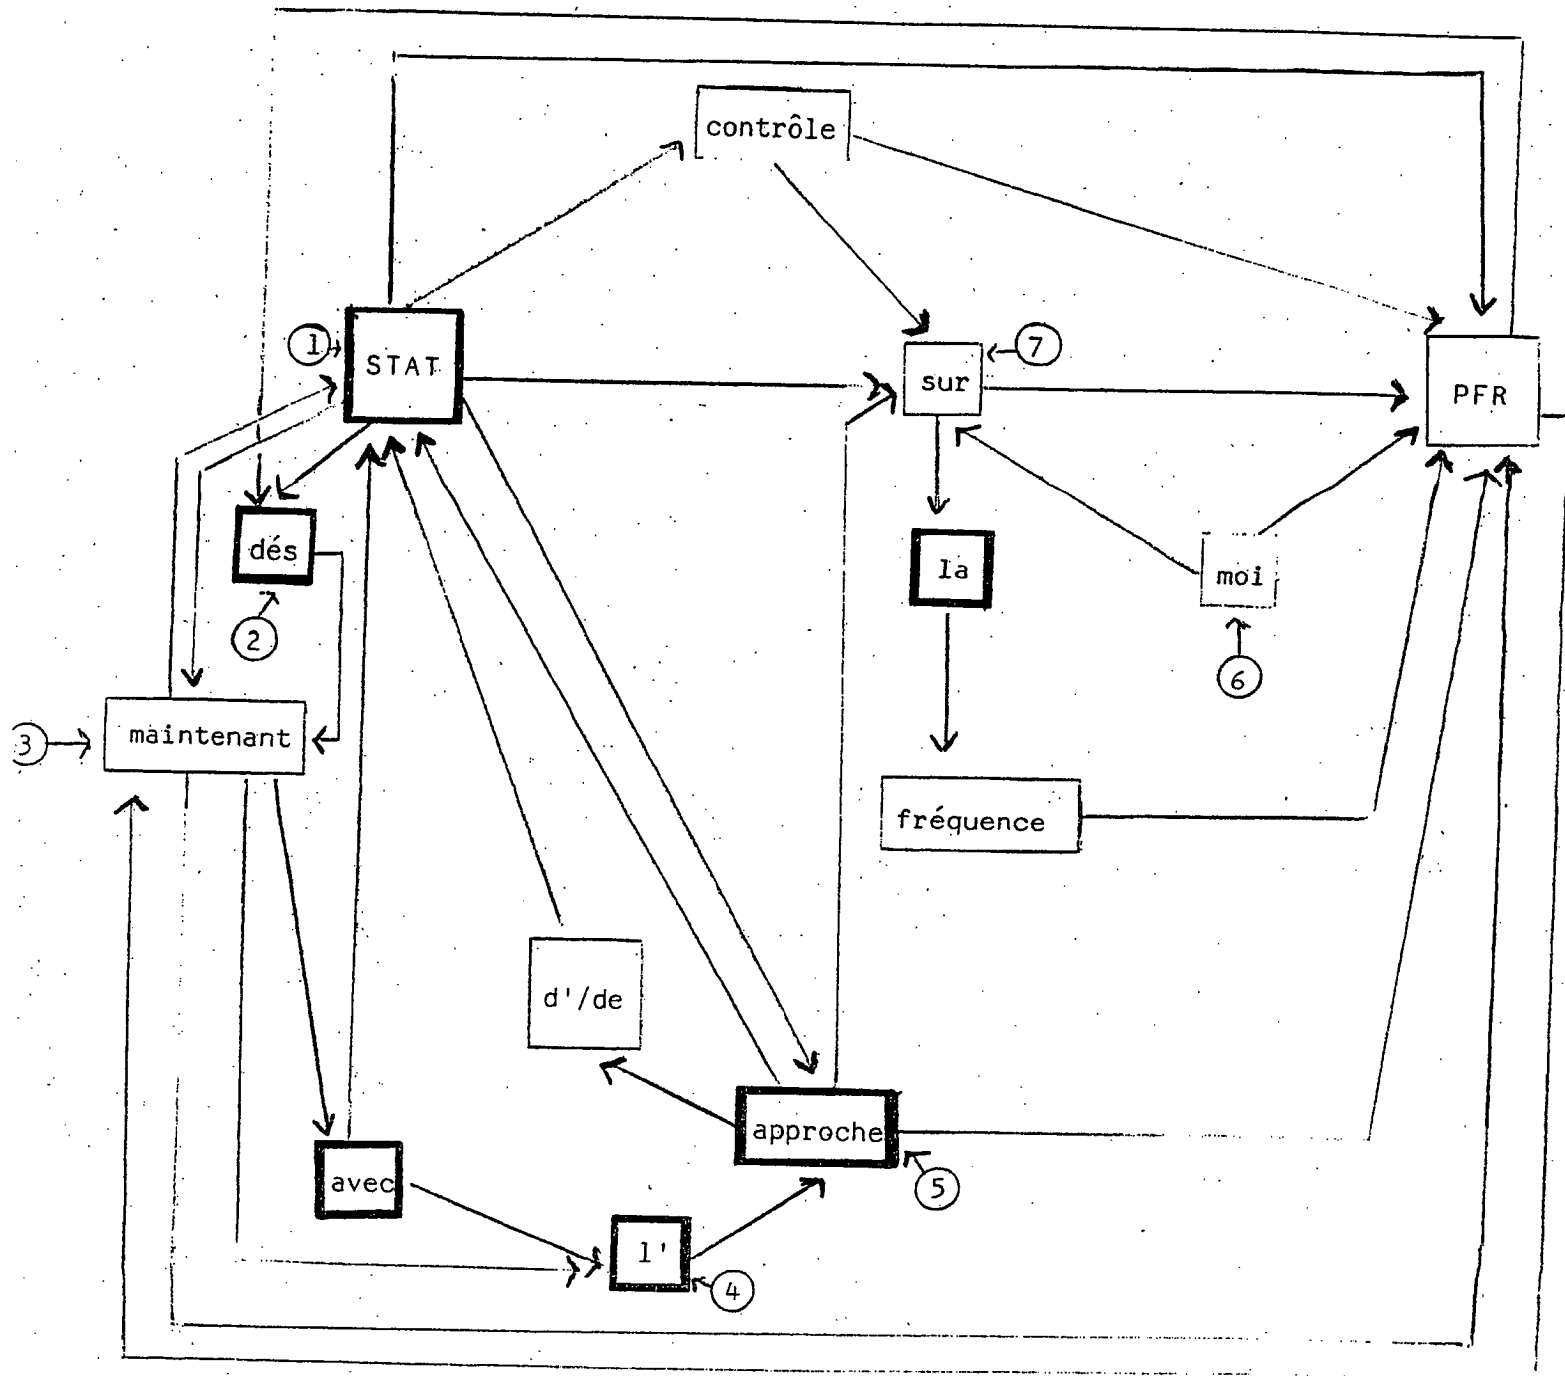 contrôle
1
STAT
sur
7
PFR
dés
la
moi
2
6
3
maintenant
fréquence
d'/de
approche
avec
5
l'
4